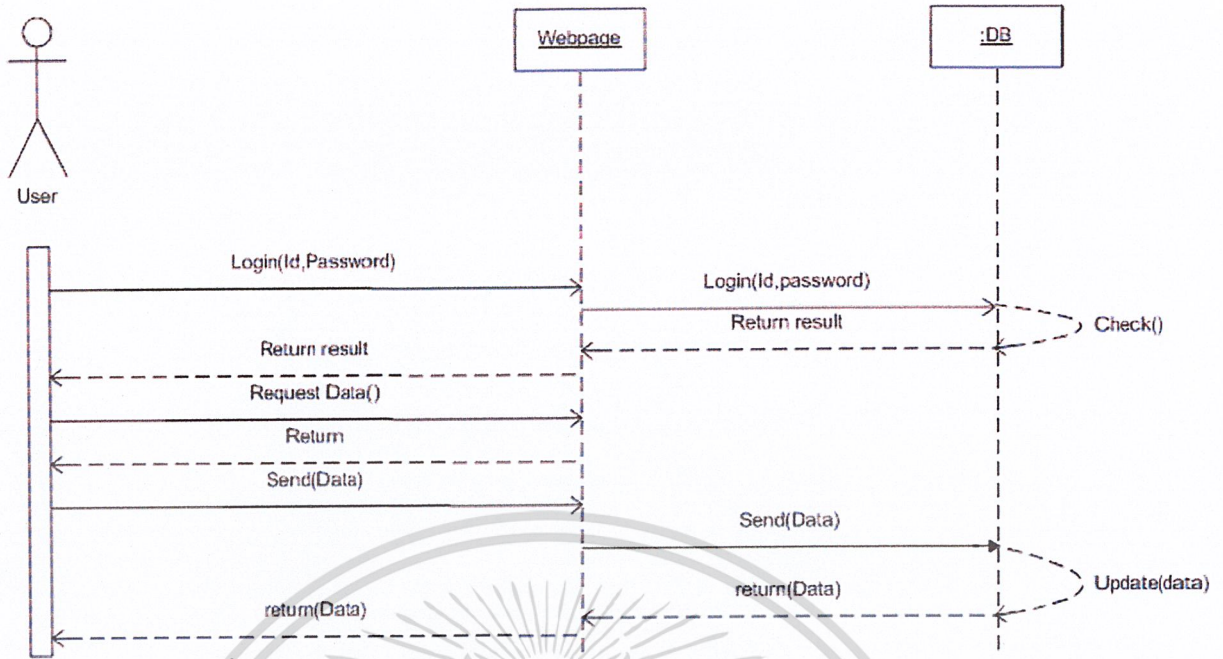 Webpage
:DB
User
Login(Id,Password)
Login(Id,password)
Return result
Check()
Return result
Request Data()
Return
Send(Data)
Send(Data)
Update(data)
return(Data)
return(Data)